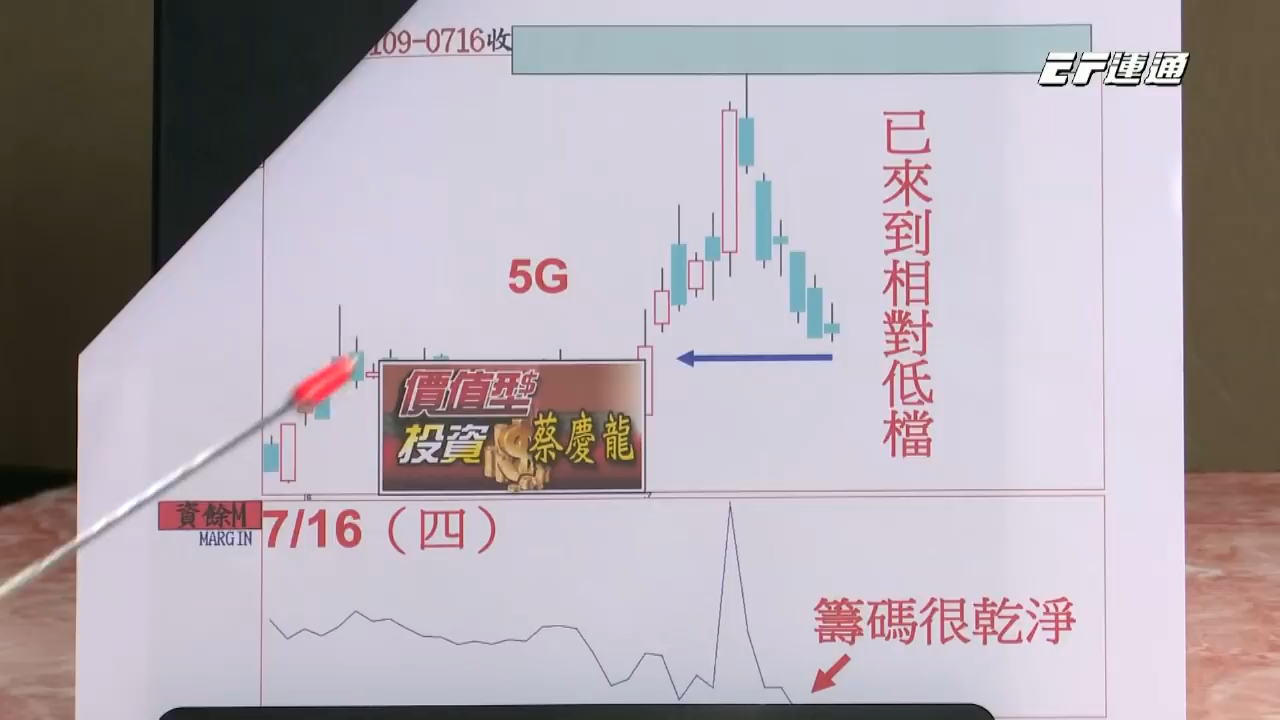 109-0716收
EF連通
已來到相對低檔
5G
價值型
投資
蔡慶龍
資餘M
MARGIN
7/16（四）
籌碼很乾淨